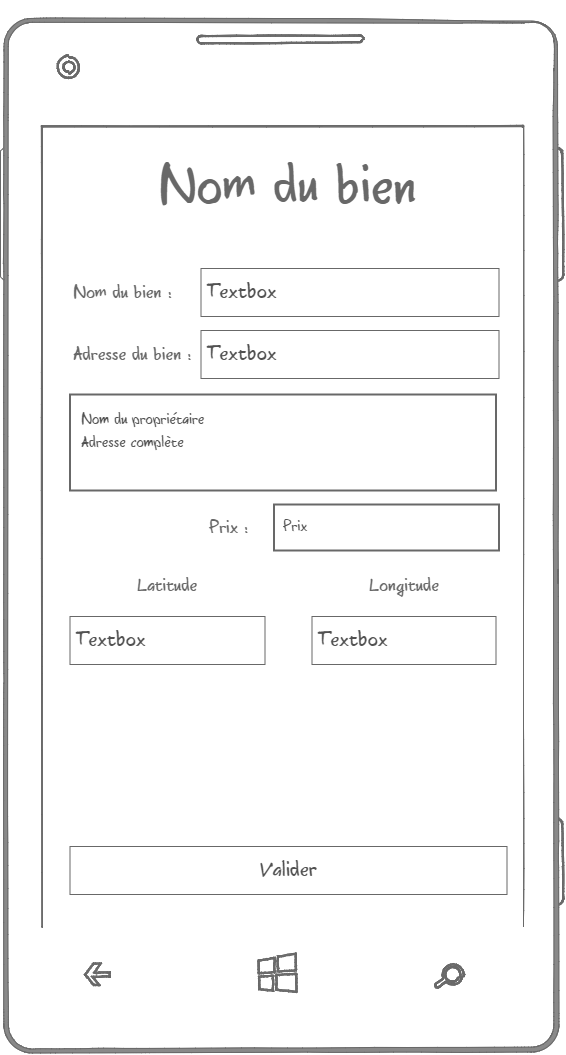 Nom du bien
Nom du bien : Textbox
Adresse du bien : Textbox
Nom du propriétaire
Adresse complète
Prix : Prix
Latitude Longitude
Textbox Textbox
Valider